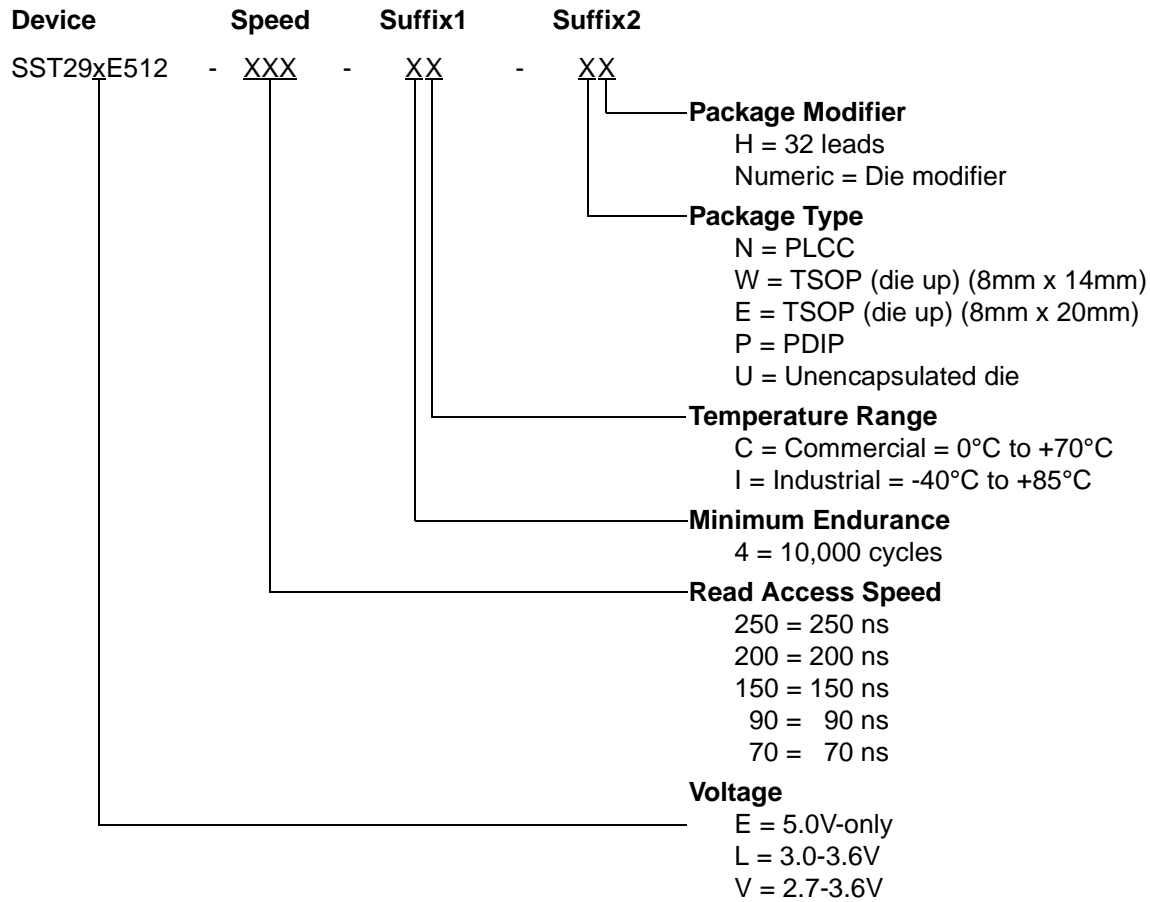 Device Speed Suffix1 Suffix2
SST29xE512 - XXX - XX - XX
Package Modifier
H = 32 leads
Numeric = Die modifier
Package Type
N = PLCC
W = TSOP (die up) (8mm x 14mm)
E = TSOP (die up) (8mm x 20mm)
P = PDIP
U = Unencapsulated die
Temperature Range
C = Commercial = 0°C to +70°C
I = Industrial = -40°C to +85°C
Minimum Endurance
4 = 10,000 cycles
Read Access Speed
250 = 250 ns
200 = 200 ns
150 = 150 ns
90 = 90 ns
70 = 70 ns
Voltage
E = 5.0V-only
L = 3.0-3.6V
V = 2.7-3.6V